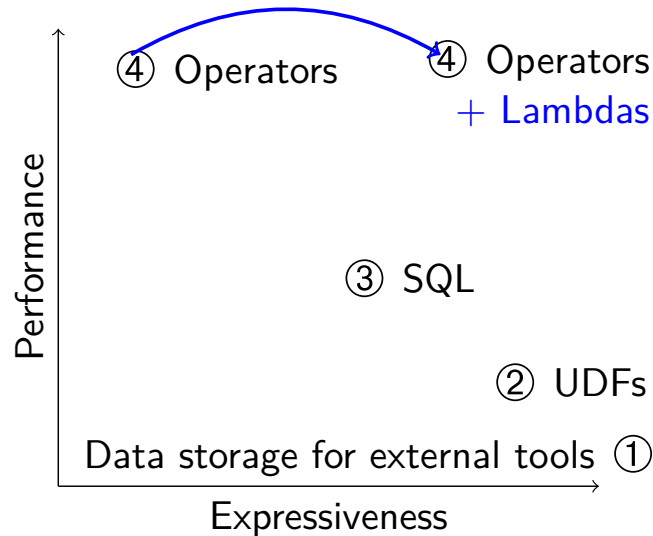 ④ Operators
④ Operators
+ Lambdas
Performance
③ SQL
② UDFs
Data storage for external tools ①
Expressiveness